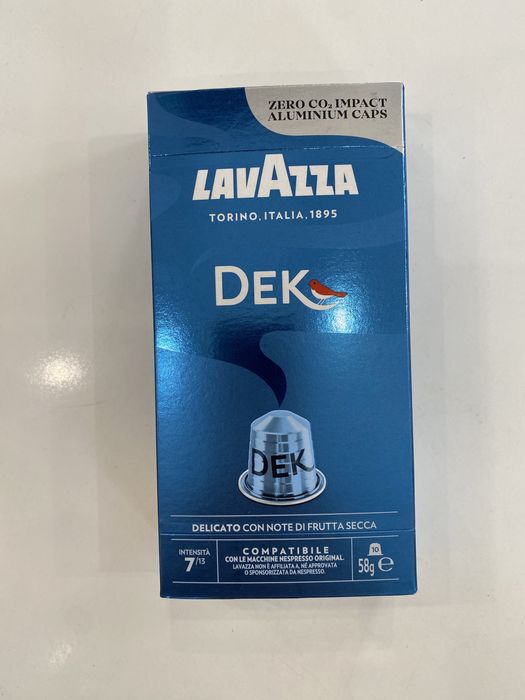 ZERO CO₂ IMPACT
ALUMINIUM CAPS
LAVAZZA
TORINO, ITALIA, 1895
DEK
DEK
DELICATO CON NOTE DI FRUTTA SECCA
INTENSITÀ
7/13
COMPATIBILE
CON LE MACCHINE NESPRESSO ORIGINAL.
LAVAZZA NON È AFFILIATA A, NÉ APPROVATA
O SPONSORIZZATA DA NESPRESSO.
10
58g ℮